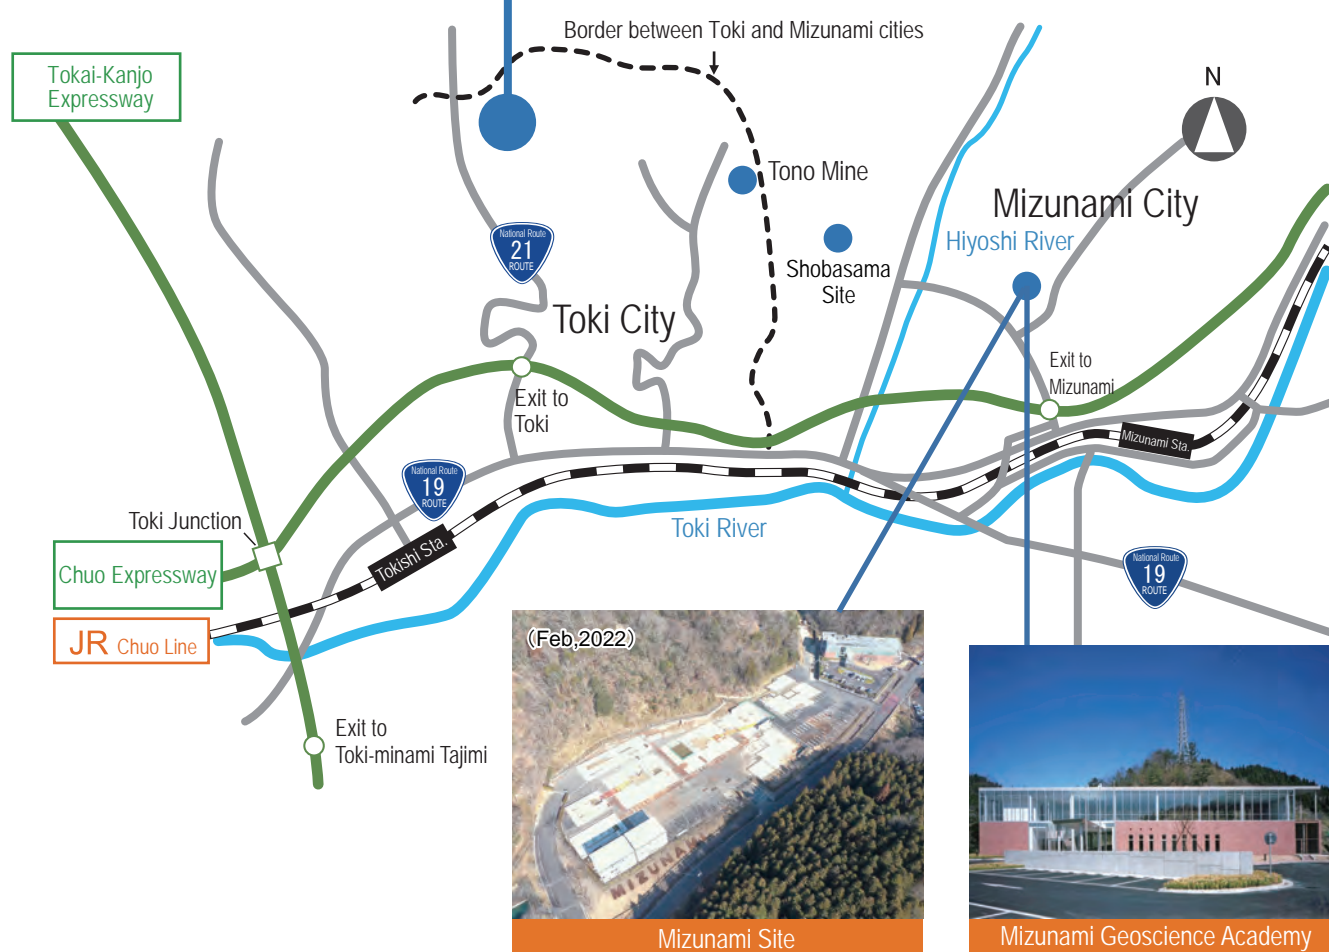 Border between Toki and Mizunami cities
Tokai-Kanjo
Expressway
N
Tono Mine
Mizunami City
National Route
21
ROUTE
Hiyoshi River
Shobasama
Site
Toki City
Exit to
Mizunami
Exit to
Toki
Mizunami Sta.
National Route
19
ROUTE
Toki Junction
Toki River
Tokishi Sta.
Chuo Expressway
National Route
19
ROUTE
JR Chuo Line
(Feb,2022)
Exit to
Toki-minami Tajimi
MIZUNAMI
Mizunami Site
Mizunami Geoscience Academy